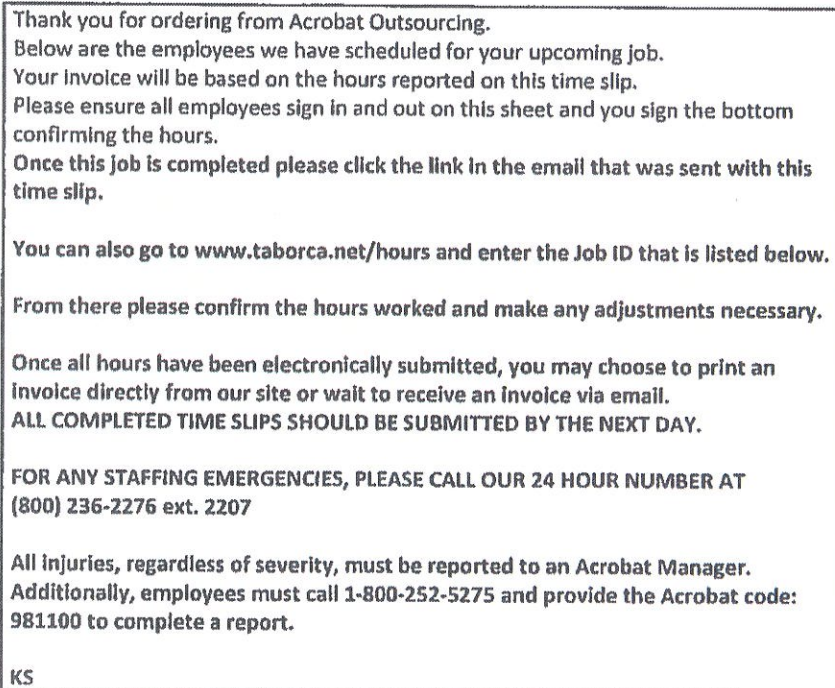 Thank you for ordering from Acrobat Outsourcing.
Below are the employees we have scheduled for your upcoming job.
Your invoice will be based on the hours reported on this time slip.
Please ensure all employees sign in and out on this sheet and you sign the bottom
confirming the hours.
Once this job is completed please click the link in the email that was sent with this
time slip.
You can also go to www.taborca.net/hours and enter the Job ID that is listed below.
From there please confirm the hours worked and make any adjustments necessary.
Once all hours have been electronically submitted, you may choose to print an
invoice directly from our site or wait to receive an invoice via email.
ALL COMPLETED TIME SLIPS SHOULD BE SUBMITTED BY THE NEXT DAY.
FOR ANY STAFFING EMERGENCIES, PLEASE CALL OUR 24 HOUR NUMBER AT
(800) 236-2276 ext. 2207
All injuries, regardless of severity, must be reported to an Acrobat Manager.
Additionally, employees must call 1-800-252-5275 and provide the Acrobat code:
981100 to complete a report.
KS